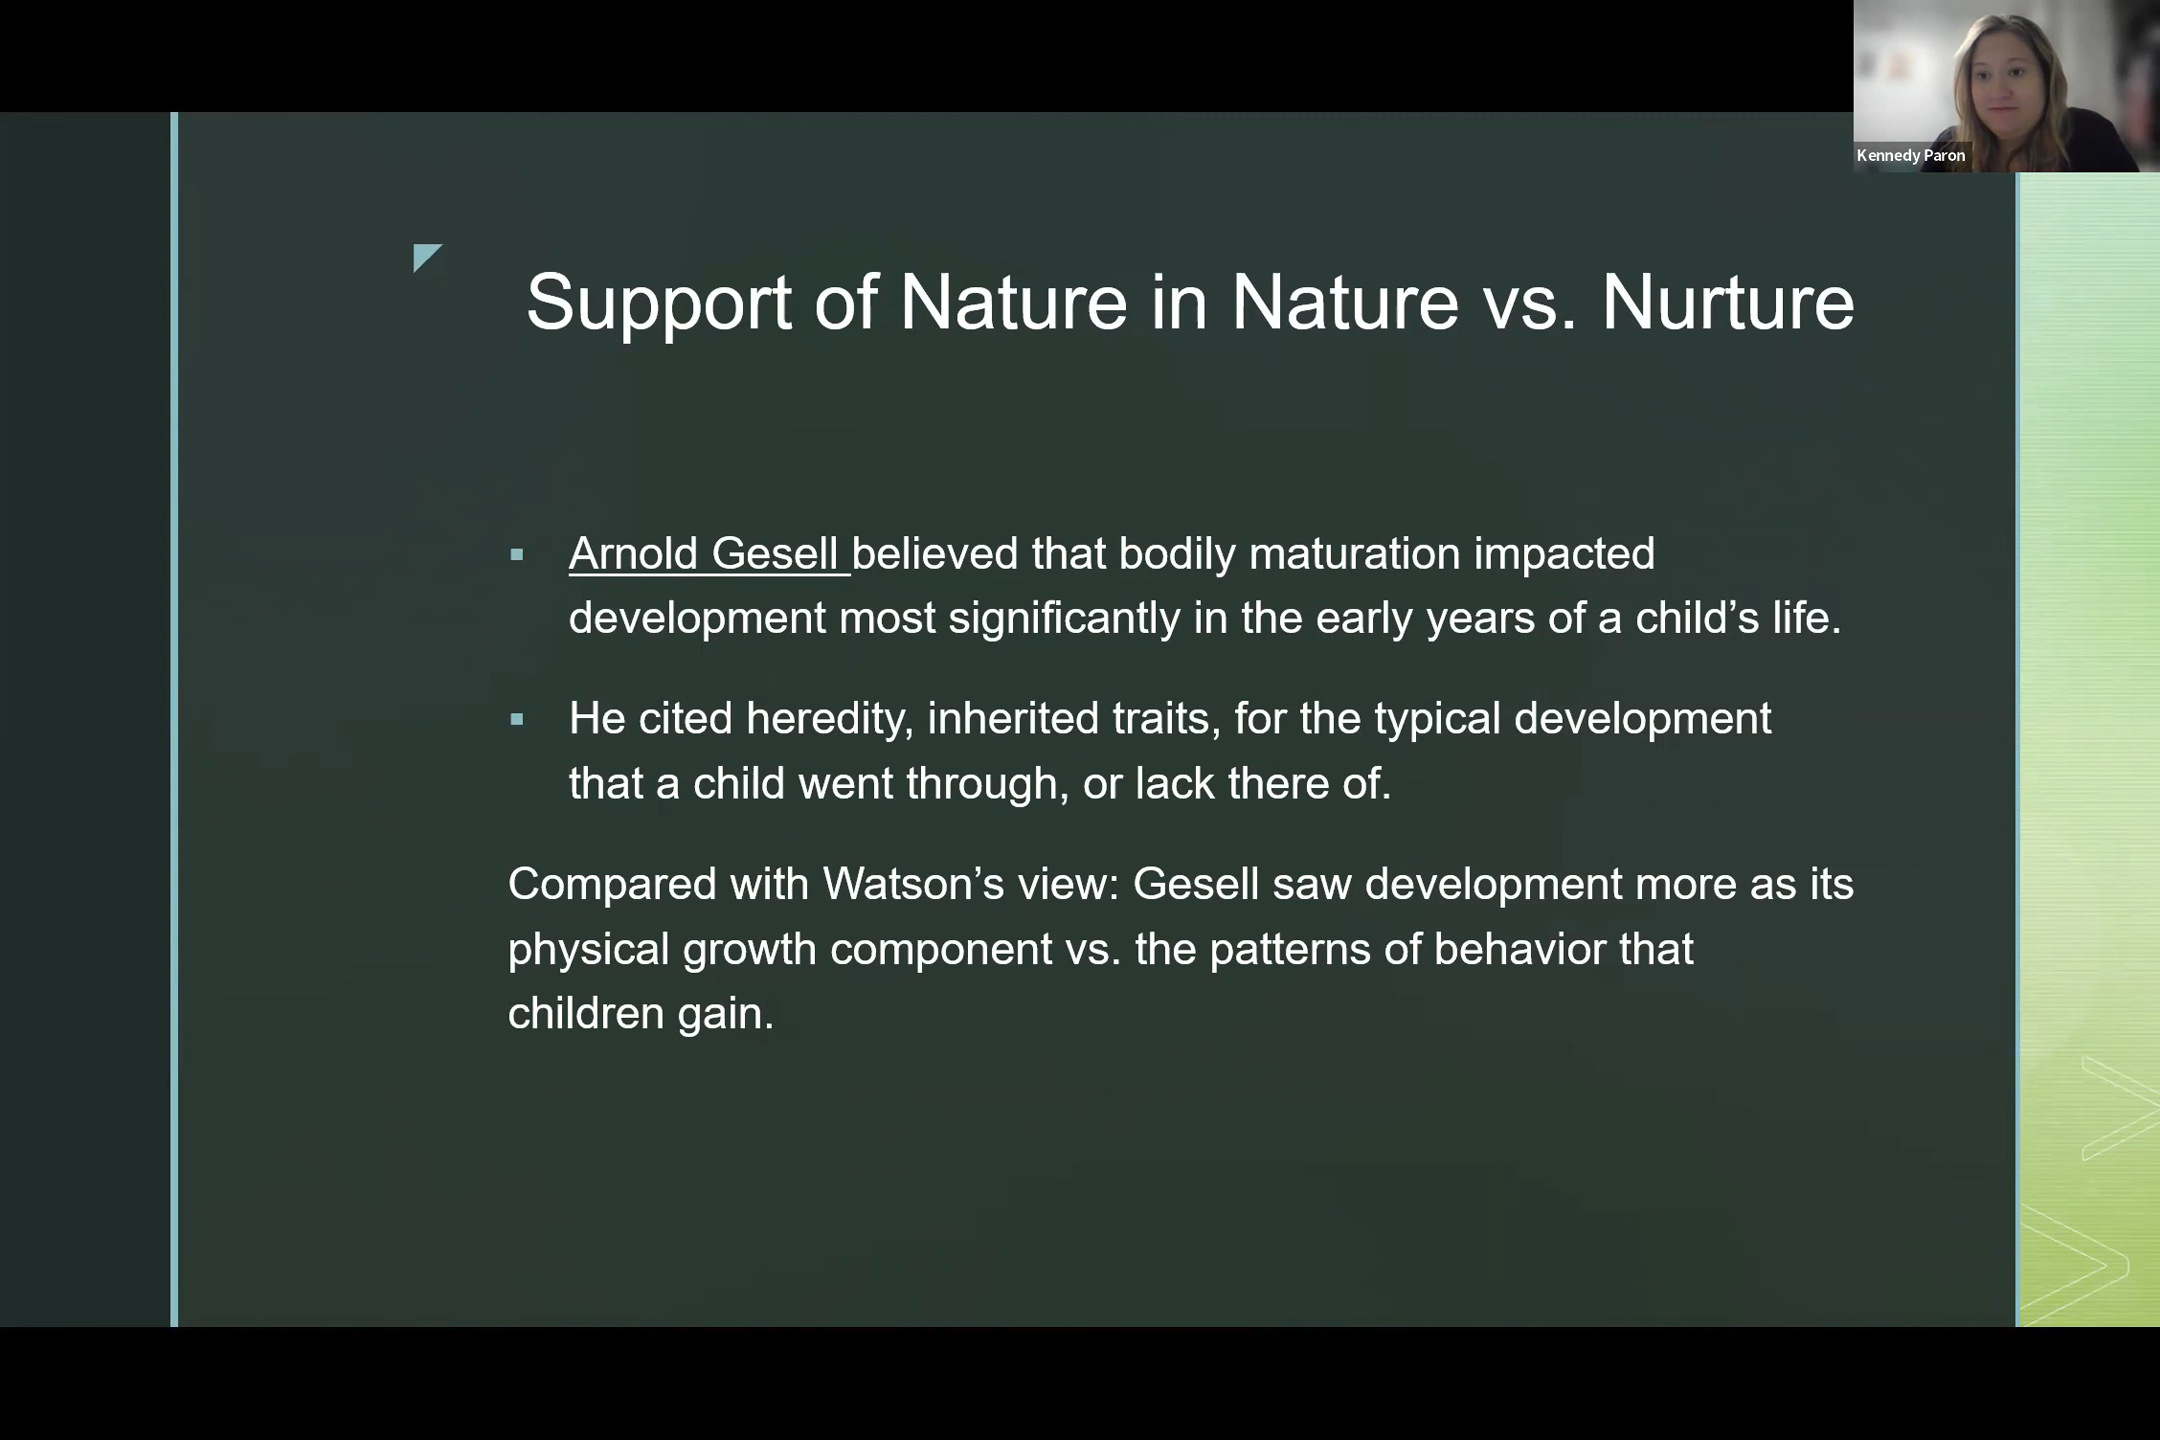 Kennedy Paron
Support of Nature in Nature vs. Nurture
Arnold Gesell believed that bodily maturation impacted
development most significantly in the early years of a child’s life.
He cited heredity, inherited traits, for the typical development
that a child went through, or lack there of.
Compared with Watson’s view: Gesell saw development more as its
physical growth component vs. the patterns of behavior that
children gain.